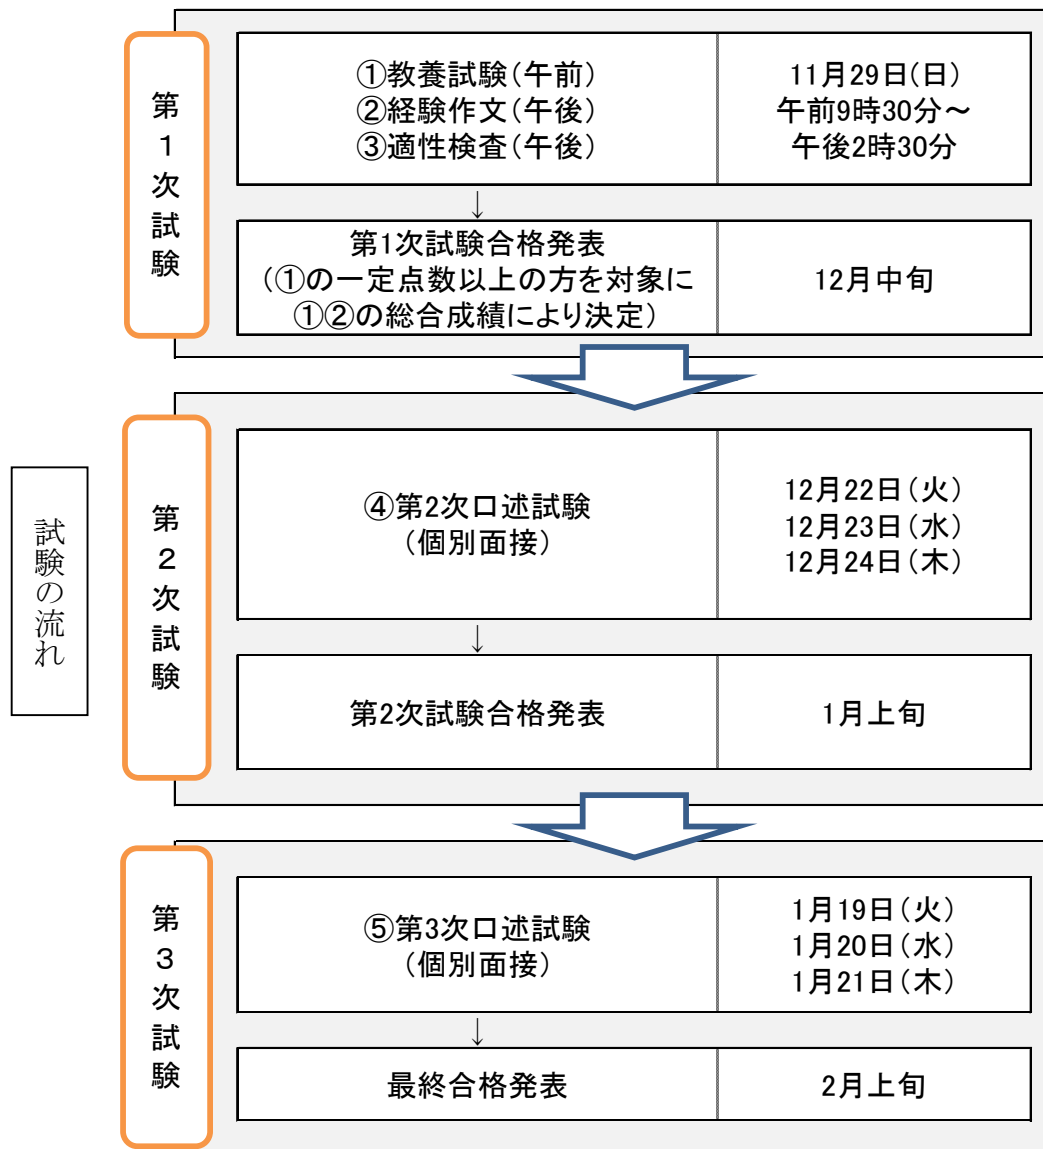 試験の流れ
第1次試験
①教養試験(午前)
②経験作文(午後)
③適性検査(午後)
11月29日(日)
午前9時30分～
午後2時30分
↓
第1次試験合格発表
(①の一定点数以上の方を対象に
①②の総合成績により決定)
12月中旬
第2次試験
④第2次口述試験
(個別面接)
12月22日(火)
12月23日(水)
12月24日(木)
↓
第2次試験合格発表
1月上旬
第3次試験
⑤第3次口述試験
(個別面接)
1月19日(火)
1月20日(水)
1月21日(木)
↓
最終合格発表
2月上旬